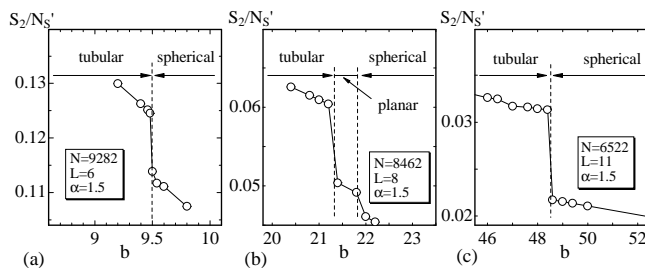 S₂/Nₛ'
tubular
spherical
0.13
0.12
0.11
N=9282
L=6
α=1.5
9
9.5
10
b
(a)
S₂/Nₛ'
tubular
spherical
planar
0.06
0.05
N=8462
L=8
α=1.5
20
21
22
b
(b)
S₂/Nₛ'
tubular
spherical
0.03
0.02
N=6522
L=11
α=1.5
46
48
50
52
b
(c)